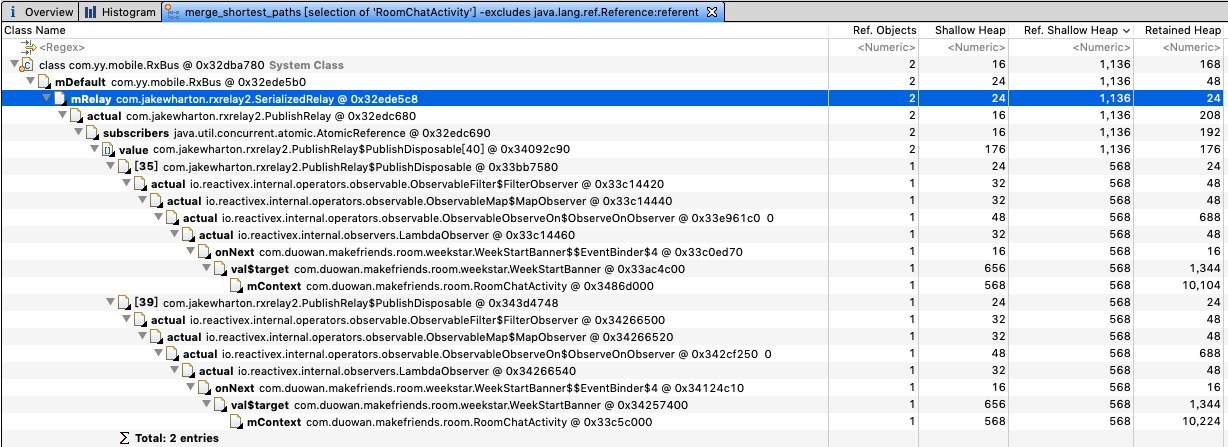 Overview Histogram merge_shortest_paths [selection of 'RoomChatActivity'] -excludes java.lang.ref.Reference:referent
Class Name Ref. Objects Shallow Heap Ref. Shallow Heap Retained Heap
<Regex> <Numeric> <Numeric> <Numeric> <Numeric>
class com.yy.mobile.RxBus @ 0x32dba780 System Class 2 16 1,136 168
mDefault com.yy.mobile.RxBus @ 0x32ede5b0 2 24 1,136 48
mRelay com.jakewharton.rxrelay2.SerializedRelay @ 0x32ede5c8 2 24 1,136 24
actual com.jakewharton.rxrelay2.PublishRelay @ 0x32edc680 2 16 1,136 208
subscribers java.util.concurrent.atomic.AtomicReference @ 0x32edc690 2 16 1,136 192
value com.jakewharton.rxrelay2.PublishRelay$PublishDisposable[40] @ 0x34092c90 2 176 1,136 176
[35] com.jakewharton.rxrelay2.PublishRelay$PublishDisposable @ 0x33bb7580 1 24 568 24
actual io.reactivex.internal.operators.observable.ObservableFilter$FilterObserver @ 0x33c14420 1 32 568 48
actual io.reactivex.internal.operators.observable.ObservableMap$MapObserver @ 0x33c14440 1 32 568 48
actual io.reactivex.internal.operators.observable.ObservableObserveOn$ObserveOnObserver @ 0x33e961c0 0 1 48 568 688
actual io.reactivex.internal.observers.LambdaObserver @ 0x33c14460 1 32 568 48
onNext com.duowan.makefriends.room.weekstar.WeekStartBanner$$EventBinder$4 @ 0x33c0ed70 1 16 568 16
val$target com.duowan.makefriends.room.weekstar.WeekStartBanner @ 0x33ac4c00 1 656 568 1,344
mContext com.duowan.makefriends.room.RoomChatActivity @ 0x3486d000 1 568 568 10,104
[39] com.jakewharton.rxrelay2.PublishRelay$PublishDisposable @ 0x343d4748 1 24 568 24
actual io.reactivex.internal.operators.observable.ObservableFilter$FilterObserver @ 0x34266500 1 32 568 48
actual io.reactivex.internal.operators.observable.ObservableMap$MapObserver @ 0x34266520 1 32 568 48
actual io.reactivex.internal.operators.observable.ObservableObserveOn$ObserveOnObserver @ 0x342cf250 0 1 48 568 688
actual io.reactivex.internal.observers.LambdaObserver @ 0x34266540 1 32 568 48
onNext com.duowan.makefriends.room.weekstar.WeekStartBanner$$EventBinder$4 @ 0x34124c10 1 16 568 16
val$target com.duowan.makefriends.room.weekstar.WeekStartBanner @ 0x34257400 1 656 568 1,344
mContext com.duowan.makefriends.room.RoomChatActivity @ 0x33c5c000 1 568 568 10,224
Total: 2 entries